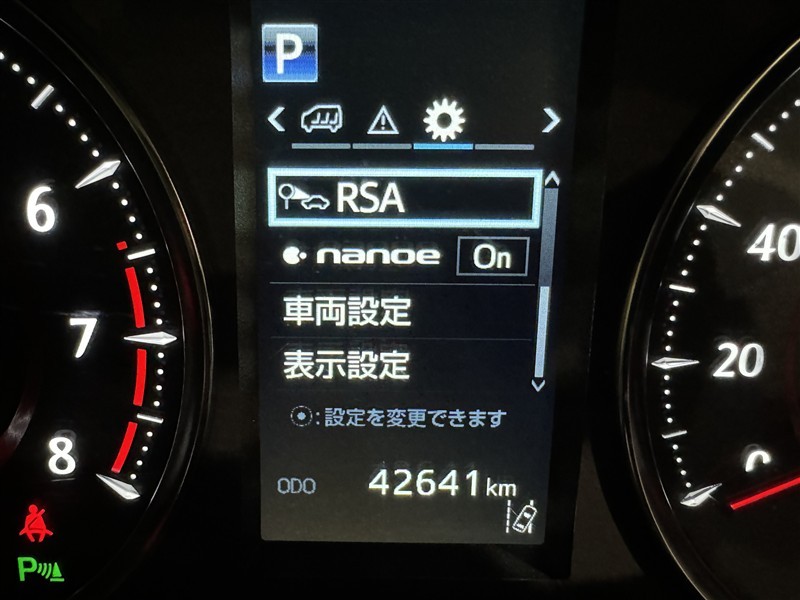 P
RSA
nanoe On
車両設定
表示設定
:設定を変更できます
ODO 42641 km
6
7
8
P
40
20
0